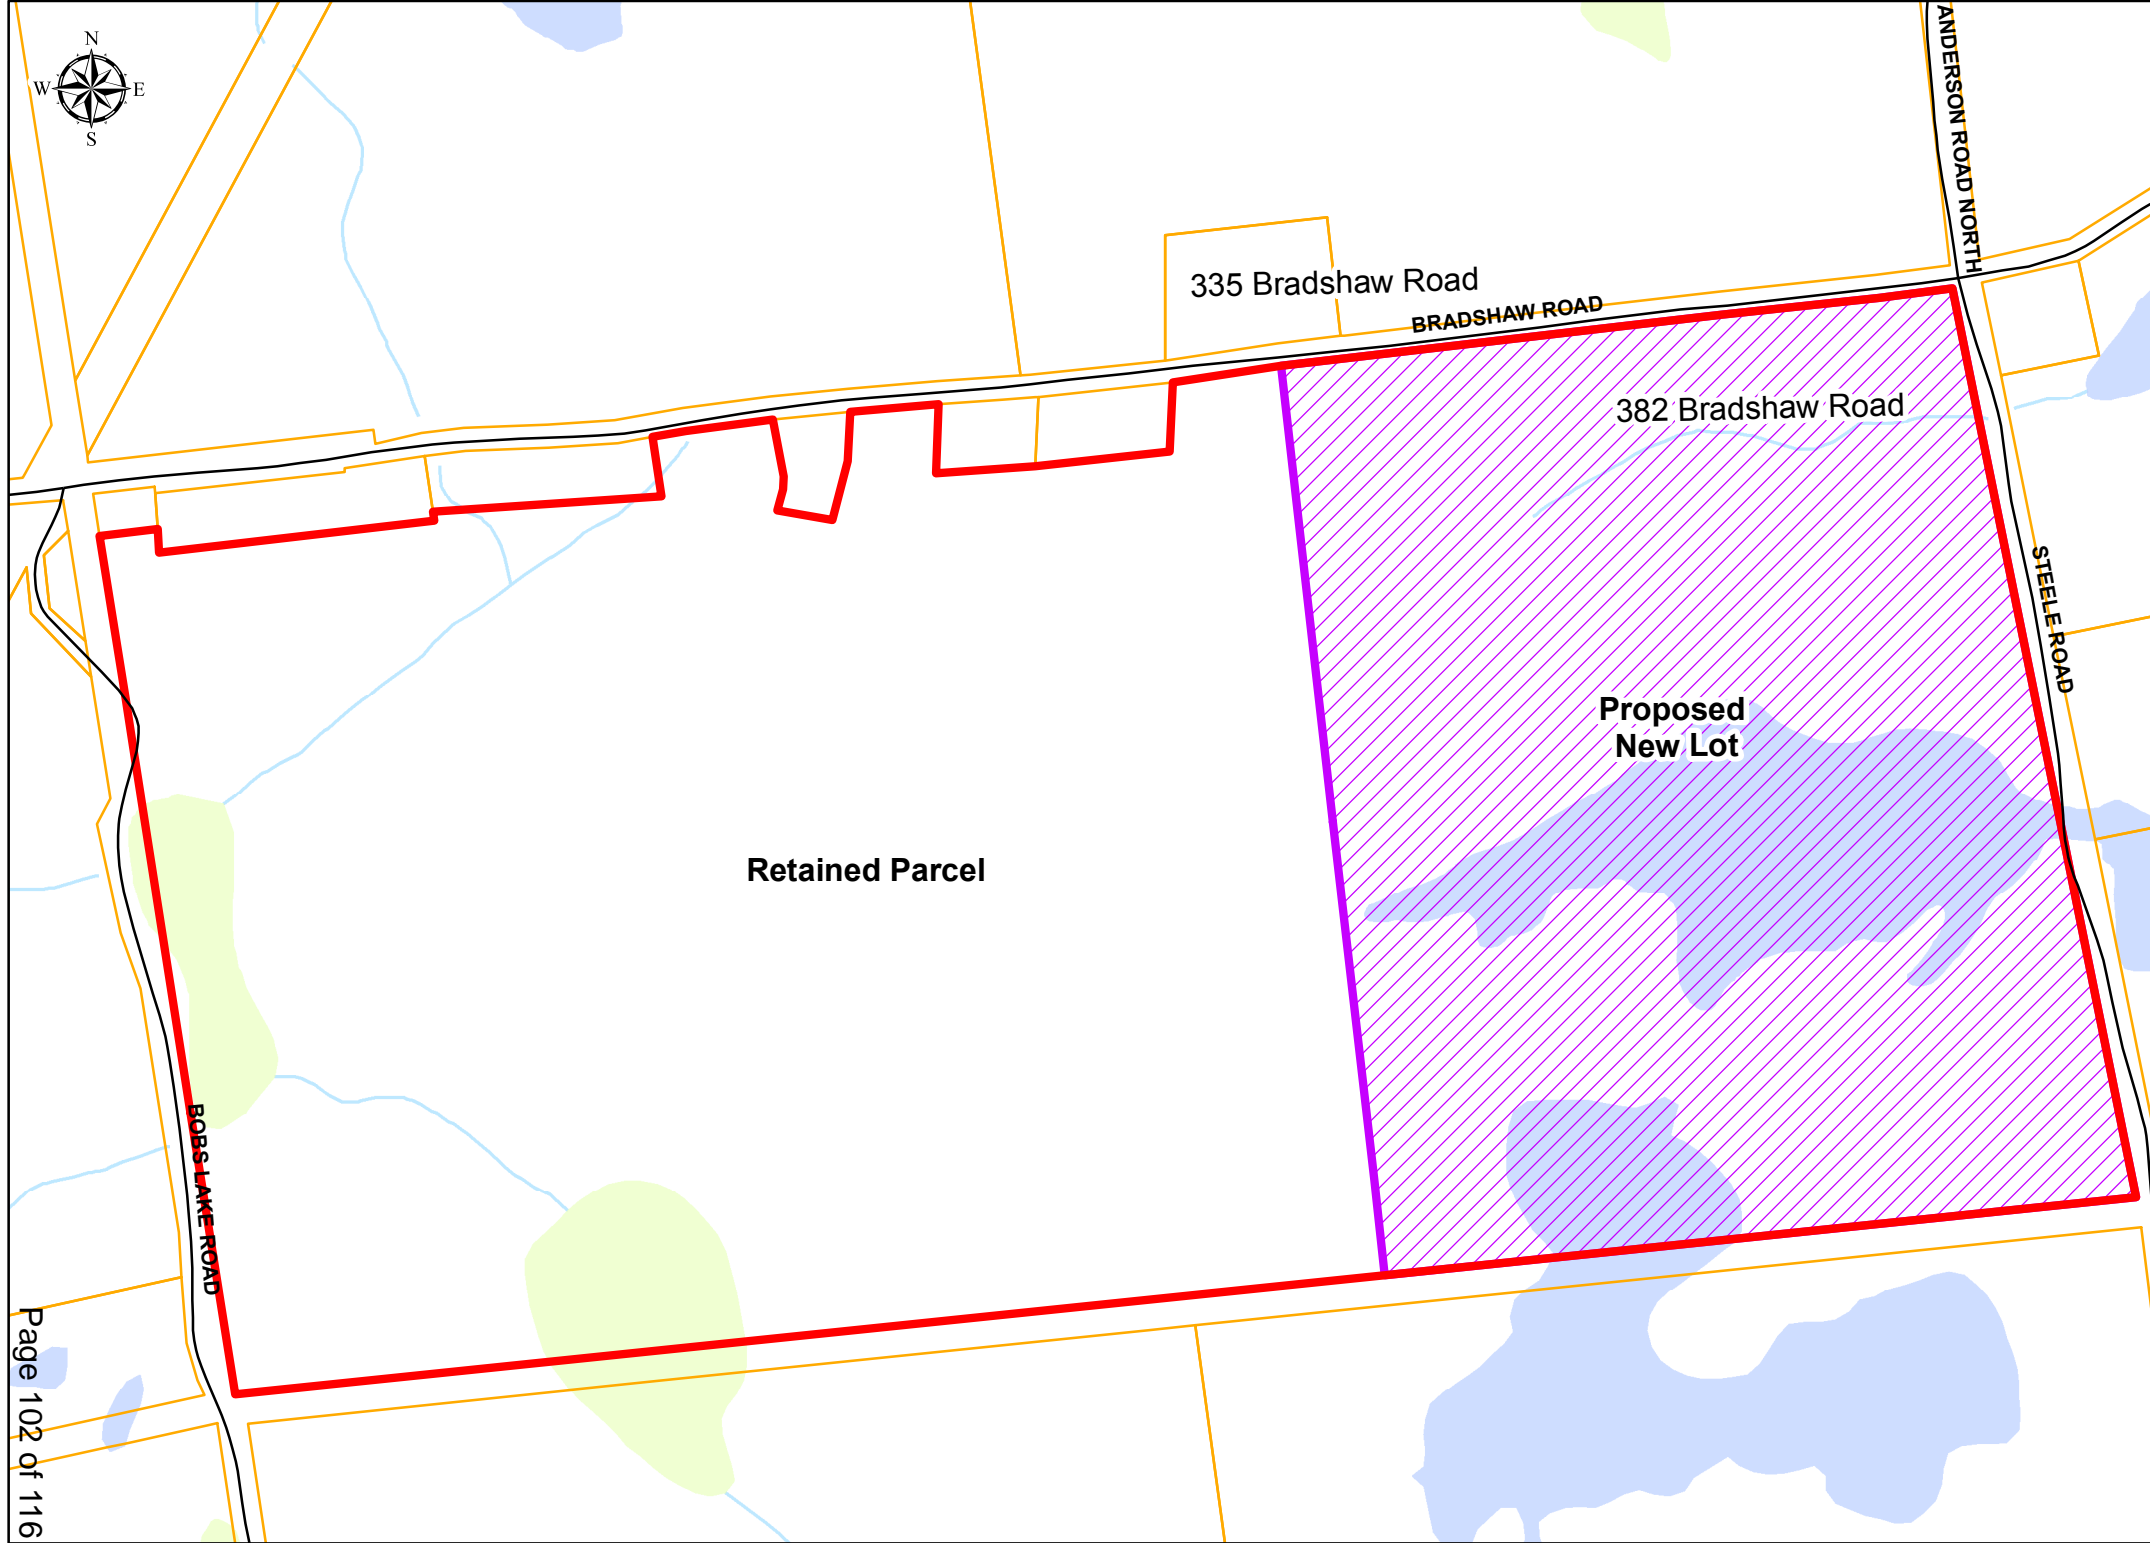 N
W E
S
ANDERSON ROAD NORTH
335 Bradshaw Road
BRADSHAW ROAD
382 Bradshaw Road
STEELE ROAD
Proposed
New Lot
Retained Parcel
BOBS LAKE ROAD
Page 102 of 116